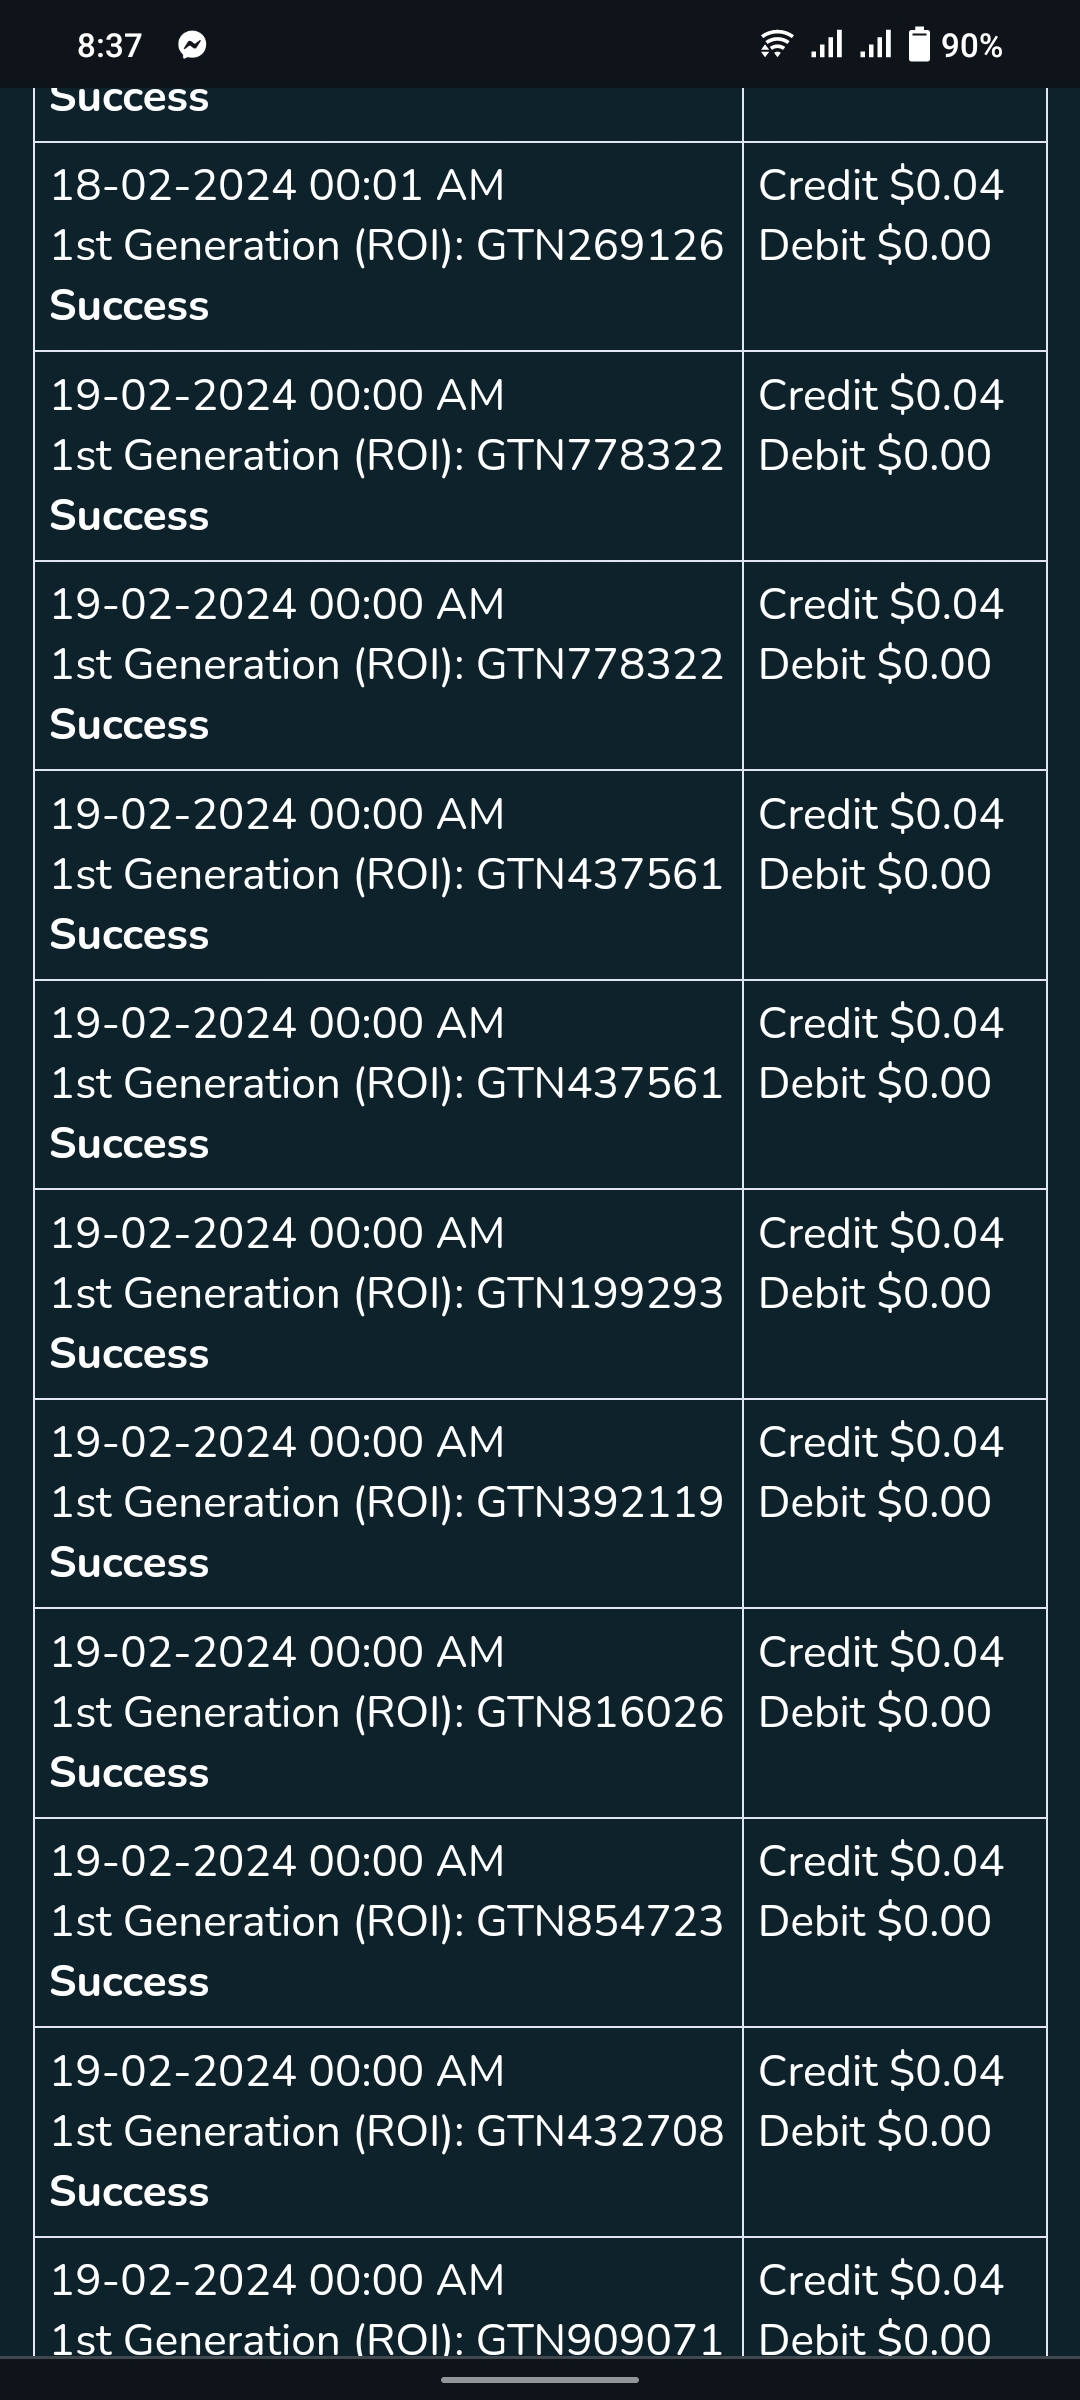 8:37
90%
Success
18-02-2024 00:01 AM
1st Generation (ROI): GTN269126
Success
Credit $0.04
Debit $0.00
19-02-2024 00:00 AM
1st Generation (ROI): GTN778322
Success
Credit $0.04
Debit $0.00
19-02-2024 00:00 AM
1st Generation (ROI): GTN778322
Success
Credit $0.04
Debit $0.00
19-02-2024 00:00 AM
1st Generation (ROI): GTN437561
Success
Credit $0.04
Debit $0.00
19-02-2024 00:00 AM
1st Generation (ROI): GTN437561
Success
Credit $0.04
Debit $0.00
19-02-2024 00:00 AM
1st Generation (ROI): GTN199293
Success
Credit $0.04
Debit $0.00
19-02-2024 00:00 AM
1st Generation (ROI): GTN392119
Success
Credit $0.04
Debit $0.00
19-02-2024 00:00 AM
1st Generation (ROI): GTN816026
Success
Credit $0.04
Debit $0.00
19-02-2024 00:00 AM
1st Generation (ROI): GTN854723
Success
Credit $0.04
Debit $0.00
19-02-2024 00:00 AM
1st Generation (ROI): GTN432708
Success
Credit $0.04
Debit $0.00
19-02-2024 00:00 AM
1st Generation (ROI): GTN909071
Credit $0.04
Debit $0.00